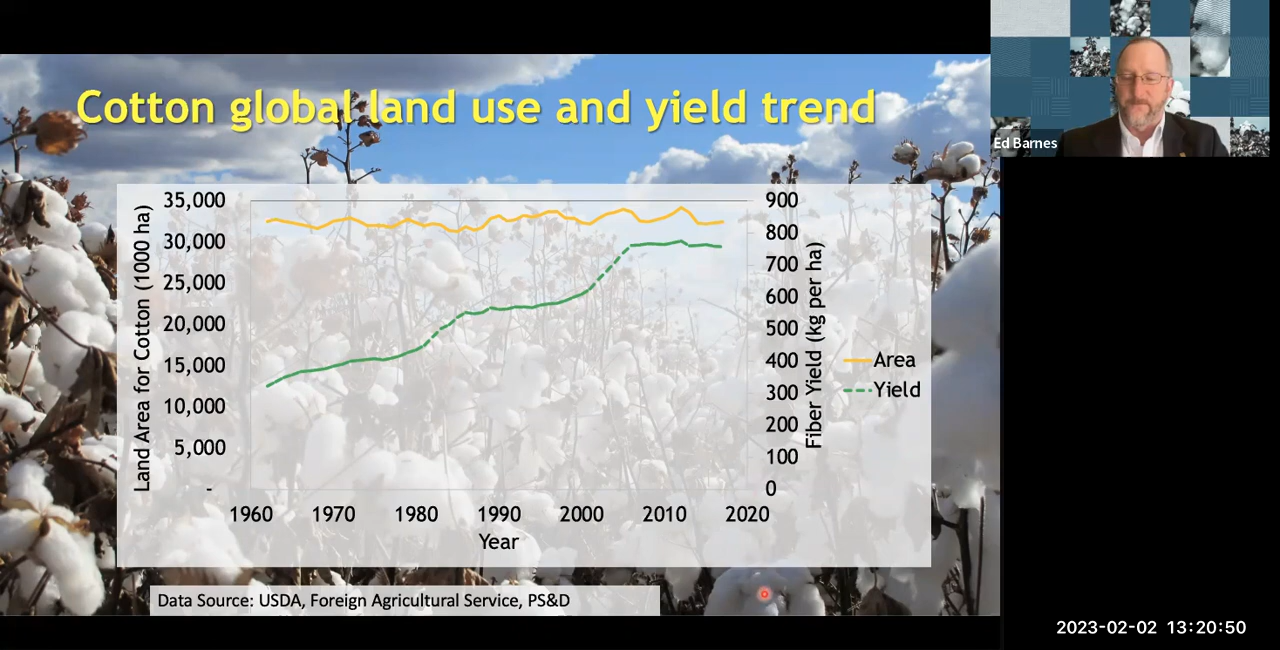 Cotton global land use and yield trend
Ed Barnes
35,000
30,000
25,000
20,000
15,000
10,000
5,000
-
Land Area for Cotton (1000 ha)
900
800
700
600
500
400
300
200
100
0
Fiber Yield (kg per ha)
Area
Yield
1960 1970 1980 1990 2000 2010 2020
Year
Data Source: USDA, Foreign Agricultural Service, PS&D
2023-02-02 13:20:50